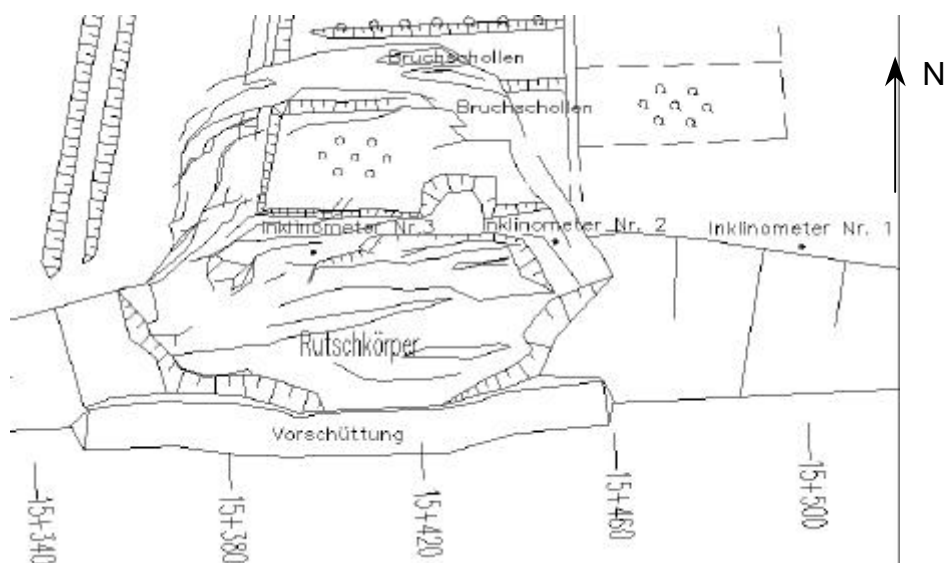 Bruchschollen
N
Bruchschollen
Inklinometer Nr. 3
Inklinometer Nr. 2
Inklinometer Nr. 1
Rutschkörper
Vorschüttung
15+340
15+380
15+420
15+460
15+500